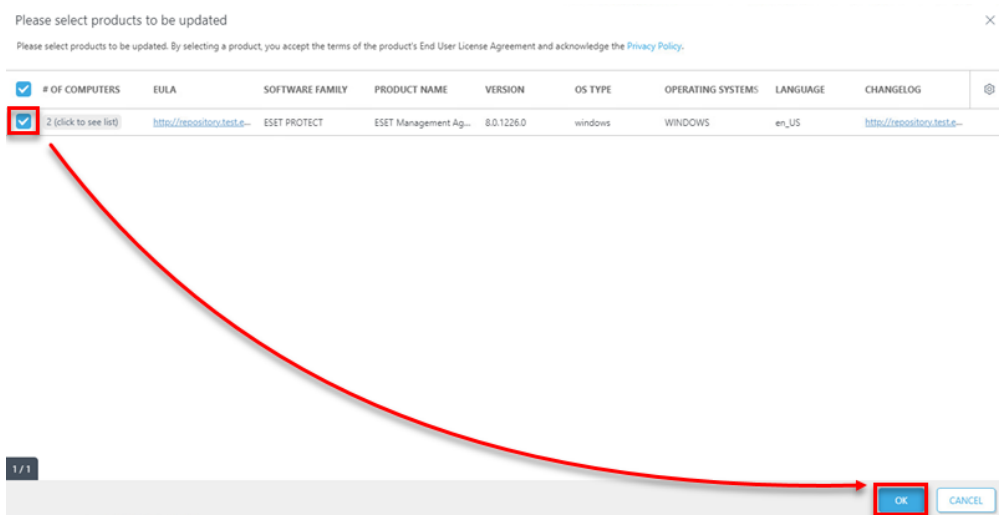 Please select products to be updated
Please select products to be updated. By selecting a product, you accept the terms of the product's End User License Agreement and acknowledge the Privacy Policy.
# OF COMPUTERS EULA SOFTWARE FAMILY PRODUCT NAME VERSION OS TYPE OPERATING SYSTEMS LANGUAGE CHANGELOG
2 (click to see list) http://repository.test.e... ESET PROTECT ESET Management Ag... 8.0.1226.0 windows WINDOWS en_US http://repository.test.e...
1 / 1
OK CANCEL